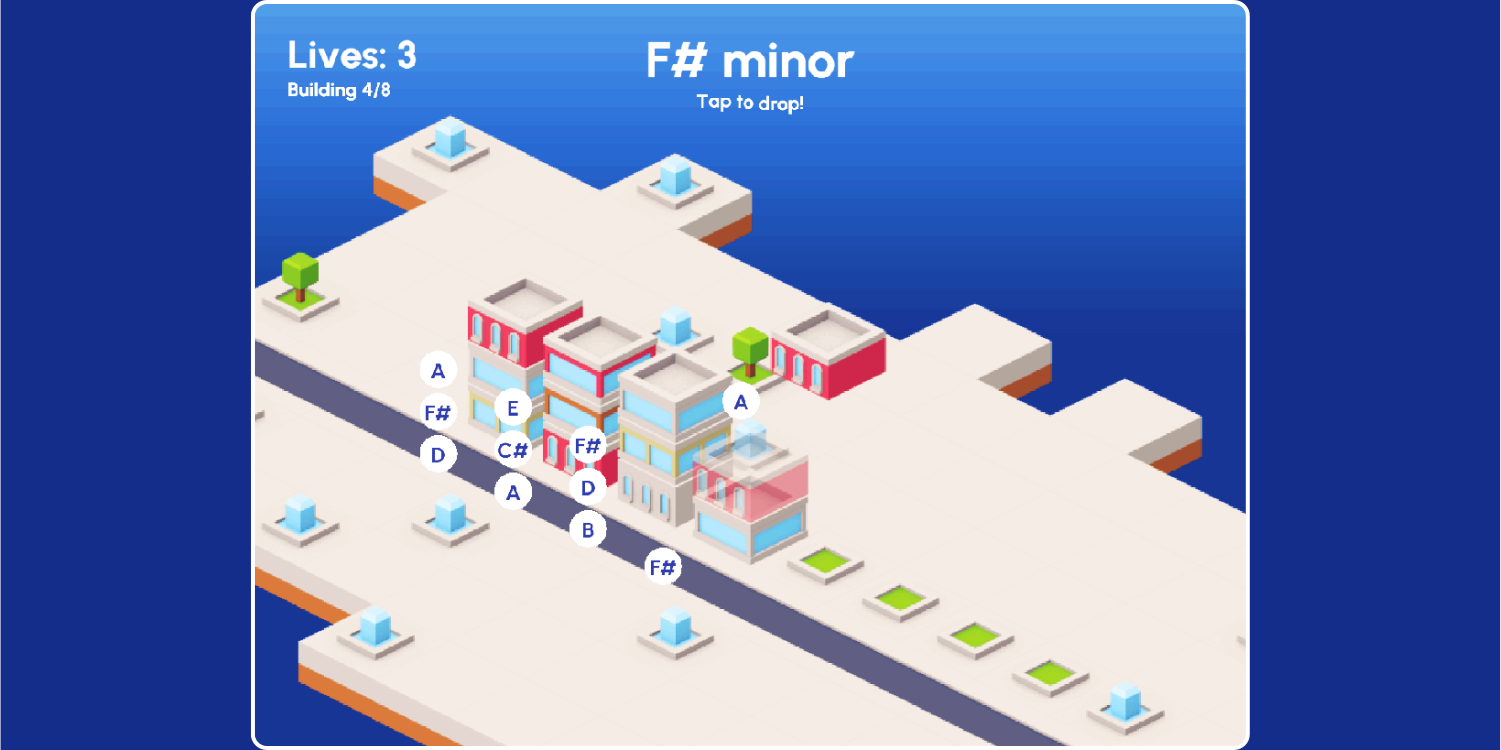 Lives: 3
Building 4/8
F# minor
Tap to drop!
A
F#
D
E
C#
A
F#
D
B
A
F#